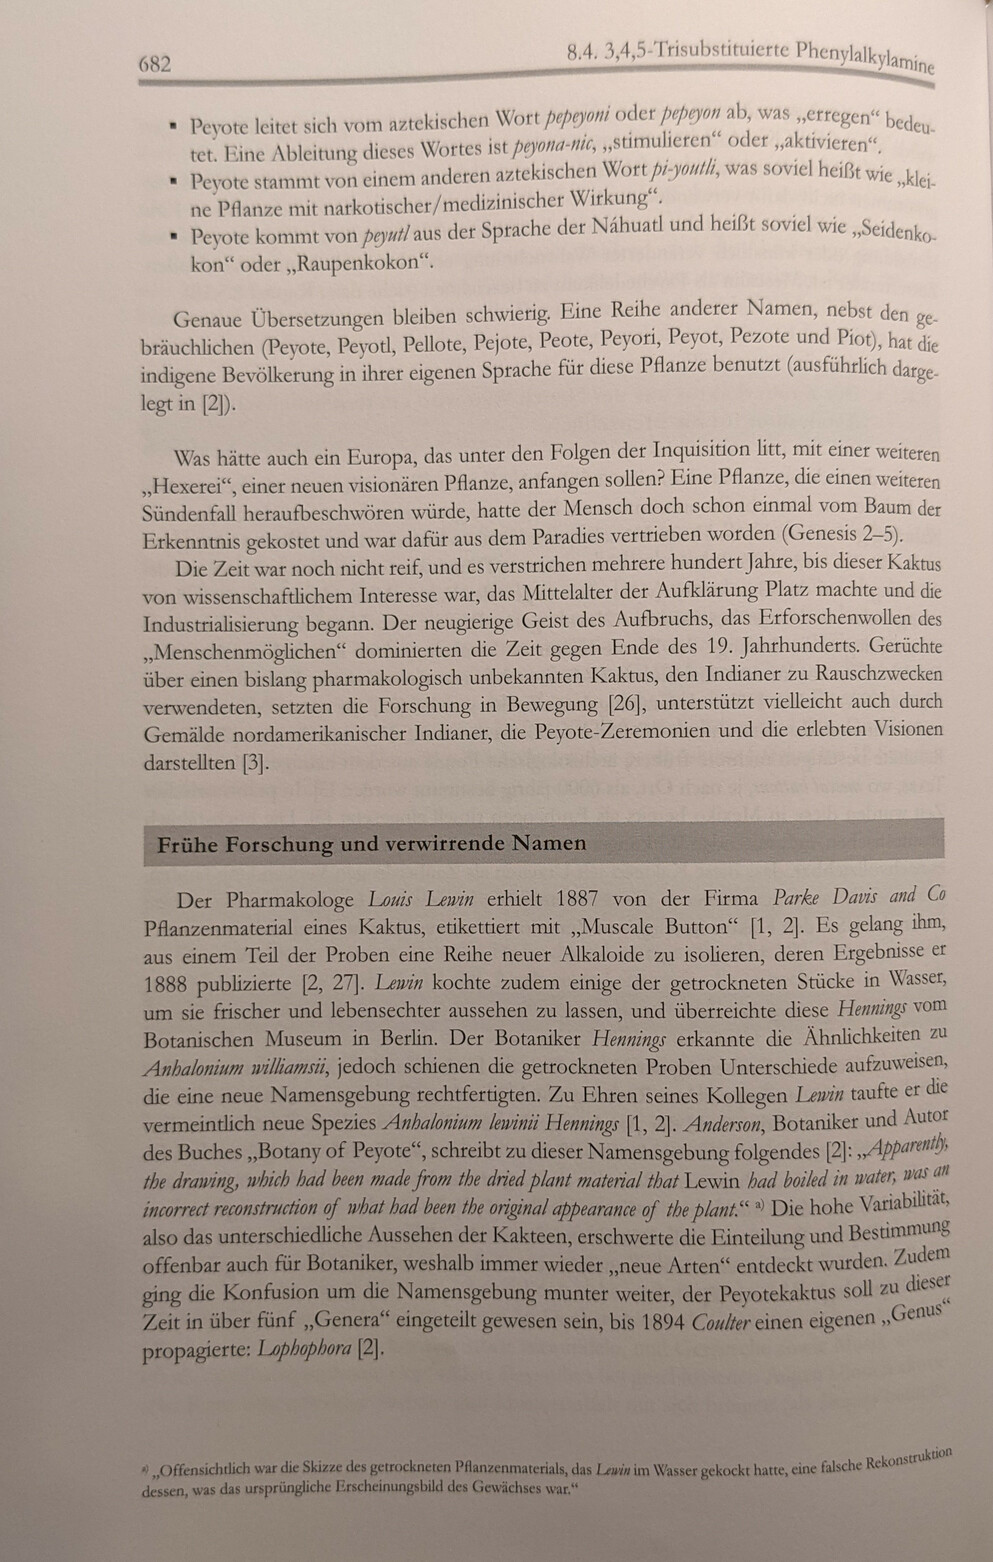 682
8.4. 3,4,5-Trisubstituierte Phenylalkylamine
▪ Peyote leitet sich vom aztekischen Wort pepeyoni oder pepeyon ab, was „erregen“ bedeu-
tet. Eine Ableitung dieses Wortes ist peyona-nic, „stimulieren“ oder „aktivieren“.
▪ Peyote stammt von einem anderen aztekischen Wort pi-youtli, was soviel heißt wie „klei-
ne Pflanze mit narkotischer/medizinischer Wirkung“.
▪ Peyote kommt von peyutl aus der Sprache der Náhuatl und heißt soviel wie „Seidenko-
kon“ oder „Raupenkokon“.
Genaue Übersetzungen bleiben schwierig. Eine Reihe anderer Namen, nebst den ge-
bräuchlichen (Peyote, Peyotl, Pellote, Pejote, Peote, Peyori, Peyot, Pezote und Piot), hat die
indigene Bevölkerung in ihrer eigenen Sprache für diese Pflanze benutzt (ausführlich darge-
legt in [2]).
Was hätte auch ein Europa, das unter den Folgen der Inquisition litt, mit einer weiteren
„Hexerei“, einer neuen visionären Pflanze, anfangen sollen? Eine Pflanze, die einen weiteren
Sündenfall heraufbeschwören würde, hatte der Mensch doch schon einmal vom Baum der
Erkenntnis gekostet und war dafür aus dem Paradies vertrieben worden (Genesis 2–5).
Die Zeit war noch nicht reif, und es verstrichen mehrere hundert Jahre, bis dieser Kaktus
von wissenschaftlichem Interesse war, das Mittelalter der Aufklärung Platz machte und die
Industrialisierung begann. Der neugierige Geist des Aufbruchs, das Erforschenwollen des
„Menschenmöglichen“ dominierten die Zeit gegen Ende des 19. Jahrhunderts. Gerüchte
über einen bislang pharmakologisch unbekannten Kaktus, den Indianer zu Rauschzwecken
verwendeten, setzten die Forschung in Bewegung [26], unterstützt vielleicht auch durch
Gemälde nordamerikanischer Indianer, die Peyote-Zeremonien und die erlebten Visionen
darstellten [3].
Frühe Forschung und verwirrende Namen
Der Pharmakologe Louis Lewin erhielt 1887 von der Firma Parke Davis and Co
Pflanzenmaterial eines Kaktus, etikettiert mit „Muscale Button“ [1, 2]. Es gelang ihm,
aus einem Teil der Proben eine Reihe neuer Alkaloide zu isolieren, deren Ergebnisse er
1888 publizierte [2, 27]. Lewin kochte zudem einige der getrockneten Stücke in Wasser,
um sie frischer und lebensechter aussehen zu lassen, und überreichte diese Hennings vom
Botanischen Museum in Berlin. Der Botaniker Hennings erkannte die Ähnlichkeiten zu
Anhalonium williamsii, jedoch schienen die getrockneten Proben Unterschiede aufzuweisen,
die eine neue Namensgebung rechtfertigten. Zu Ehren seines Kollegen Lewin taufte er die
vermeintlich neue Spezies Anhalonium lewinii Hennings [1, 2]. Anderson, Botaniker und Autor
des Buches „Botany of Peyote“, schreibt zu dieser Namensgebung folgendes [2]: „Apparently,
the drawing, which had been made from the dried plant material that Lewin had boiled in water, was an
incorrect reconstruction of what had been the original appearance of the plant.“ a) Die hohe Variabilität,
also das unterschiedliche Aussehen der Kakteen, erschwerte die Einteilung und Bestimmung
offenbar auch für Botaniker, weshalb immer wieder „neue Arten“ entdeckt wurden. Zudem
ging die Konfusion um die Namensgebung munter weiter, der Peyotekaktus soll zu dieser
Zeit in über fünf „Genera“ eingeteilt gewesen sein, bis 1894 Coulter einen eigenen „Genus“
propagierte: Lophophora [2].
a) „Offensichtlich war die Skizze des getrockneten Pflanzenmaterials, das Lewin im Wasser gekockt hatte, eine falsche Rekonstruktion
dessen, was das ursprüngliche Erscheinungsbild des Gewächses war.“